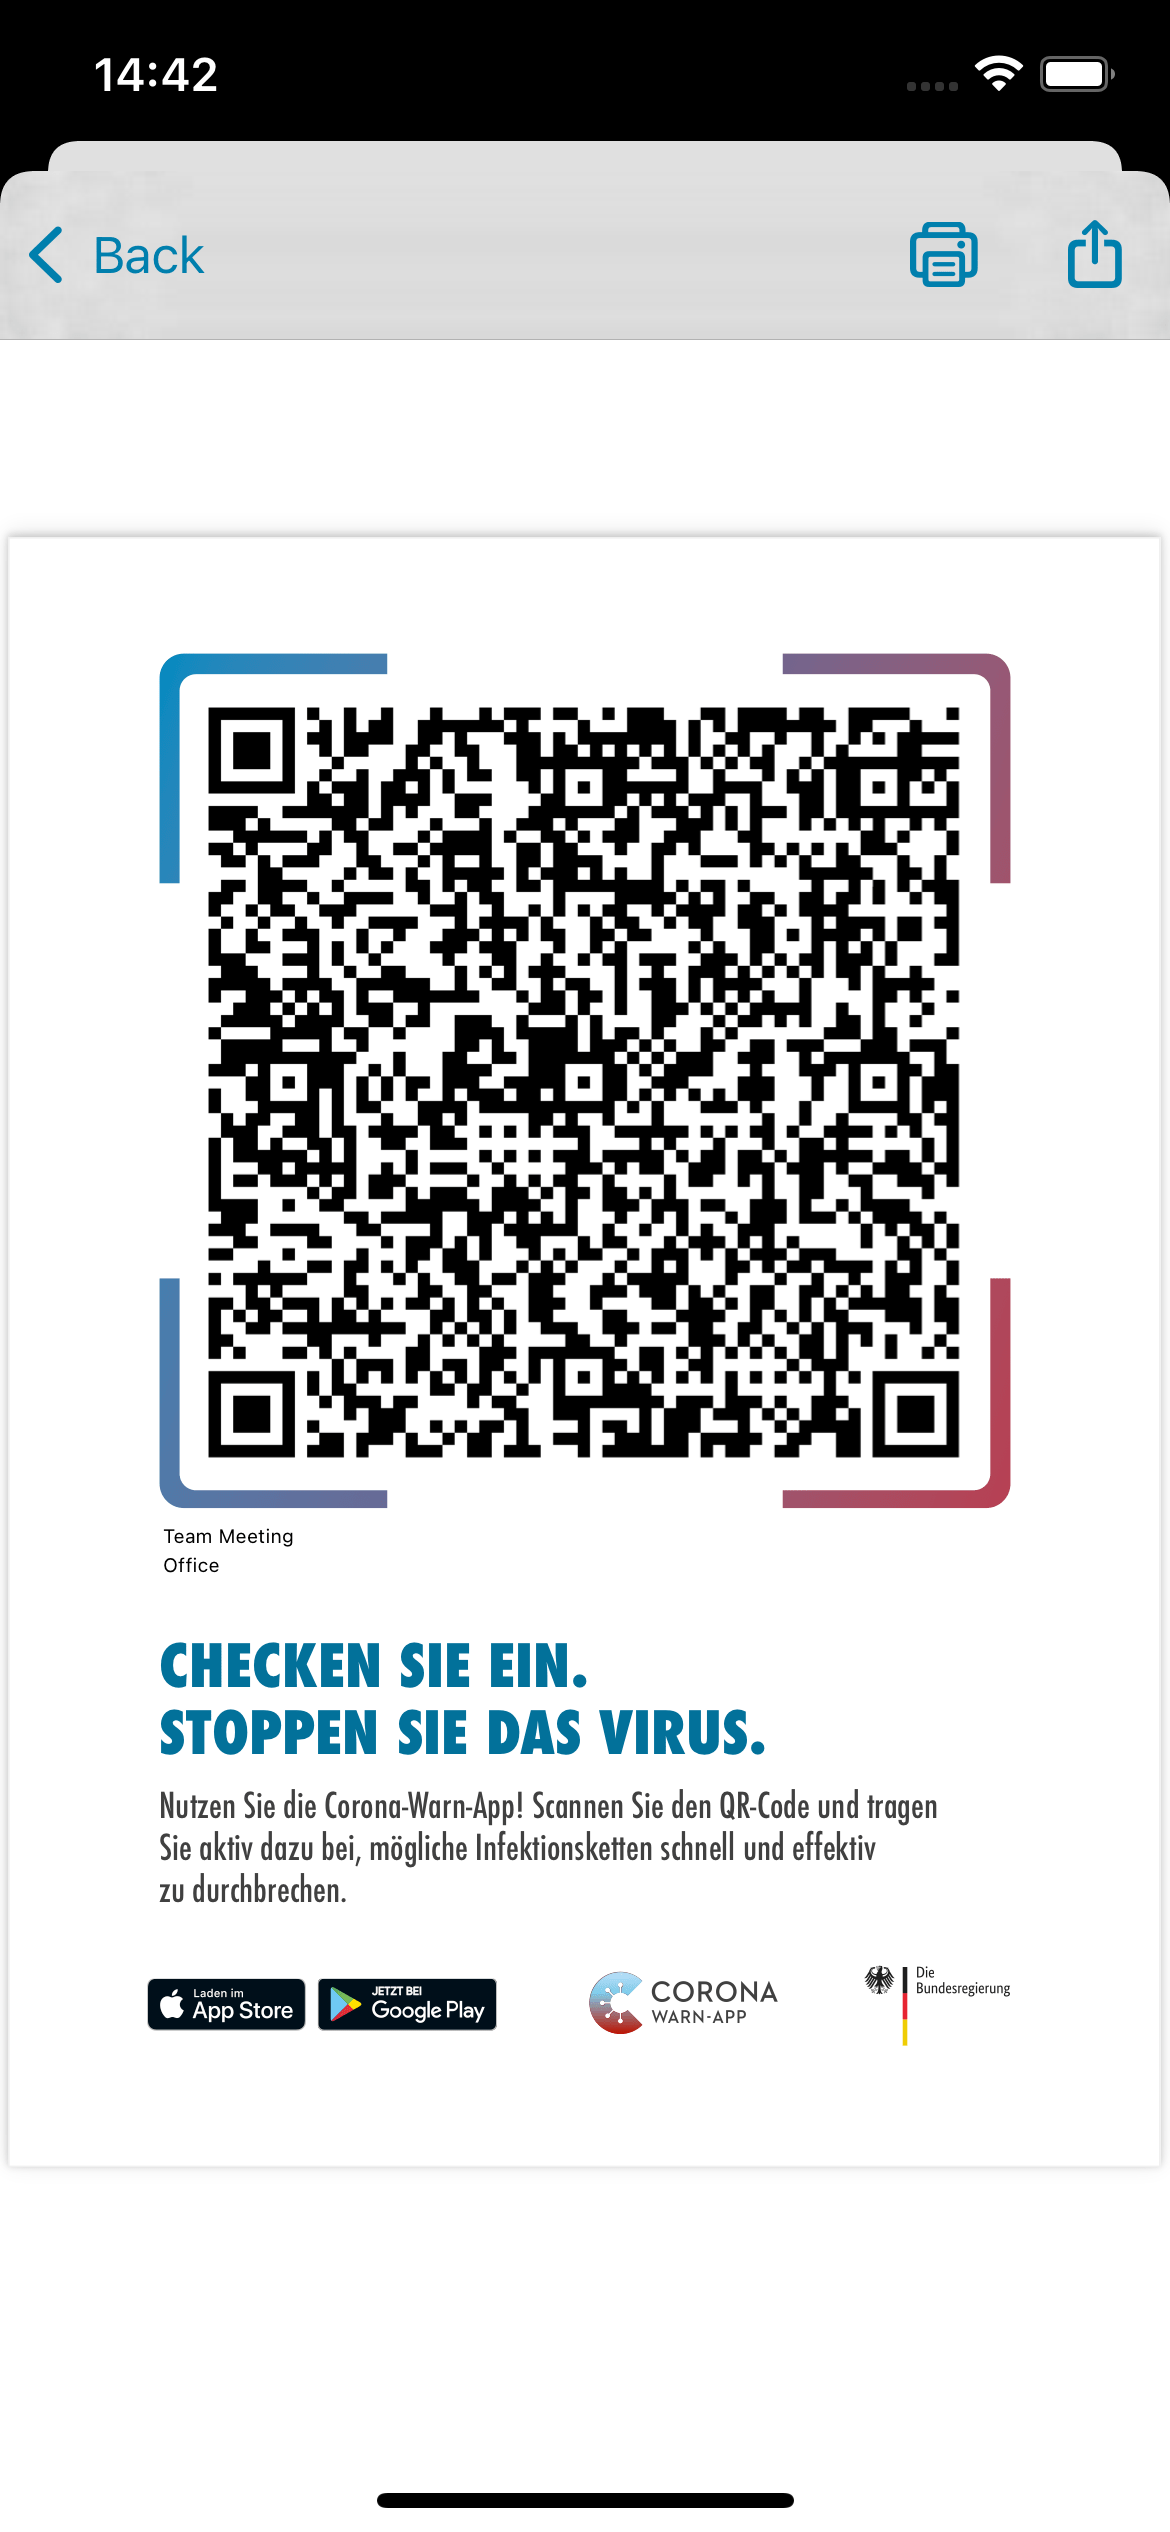 14:42
Back
Team Meeting
Office
CHECKEN SIE EIN.
STOPPEN SIE DAS VIRUS.
Nutzen Sie die Corona-Warn-App! Scannen Sie den QR-Code und tragen
Sie aktiv dazu bei, mögliche Infektionsketten schnell und effektiv
zu durchbrechen.
Laden im
App Store
JETZT BEI
Google Play
CORONA
WARN-APP
Die
Bundesregierung